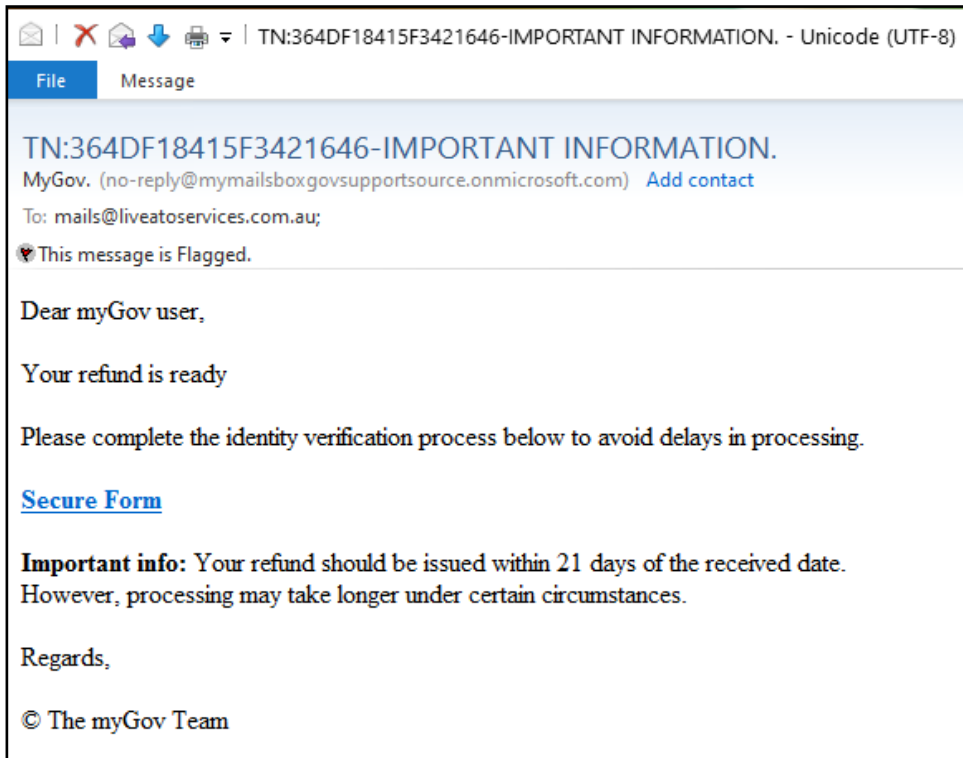 TN:364DF18415F3421646-IMPORTANT INFORMATION. - Unicode (UTF-8)
File Message
TN:364DF18415F3421646-IMPORTANT INFORMATION.
MyGov. (no-reply@mymailsboxgovsupportsource.onmicrosoft.com) Add contact
To: mails@liveatoservices.com.au;
This message is Flagged.
Dear myGov user,
Your refund is ready
Please complete the identity verification process below to avoid delays in processing.
Secure Form
Important info: Your refund should be issued within 21 days of the received date.
However, processing may take longer under certain circumstances.
Regards,
© The myGov Team